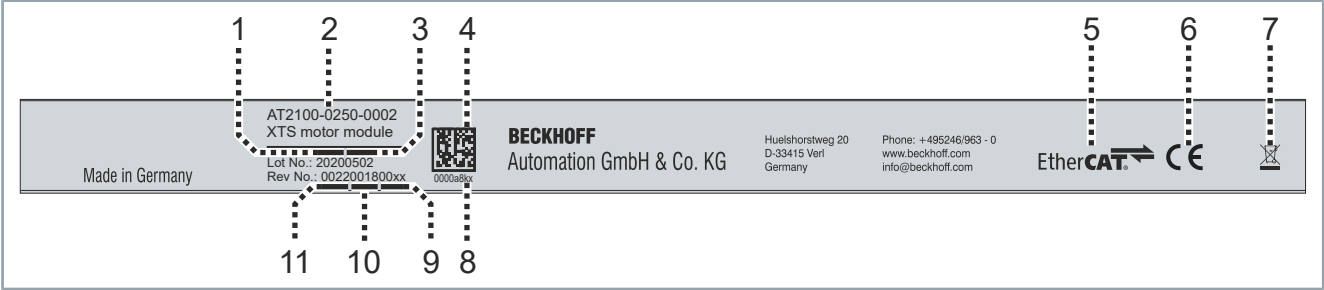 1 2 3 4 5 6 7
AT2100-0250-0002
XTS motor module
Lot No.: 20200502
Rev No.: 0022001800xx
Made in Germany
0000a8kx
BECKHOFF
Automation GmbH & Co. KG
Huelshorstweg 20
D-33415 Verl
Germany
Phone: +495246/963 - 0
www.beckhoff.com
info@beckhoff.com
EtherCAT®
CE
11 10 9 8